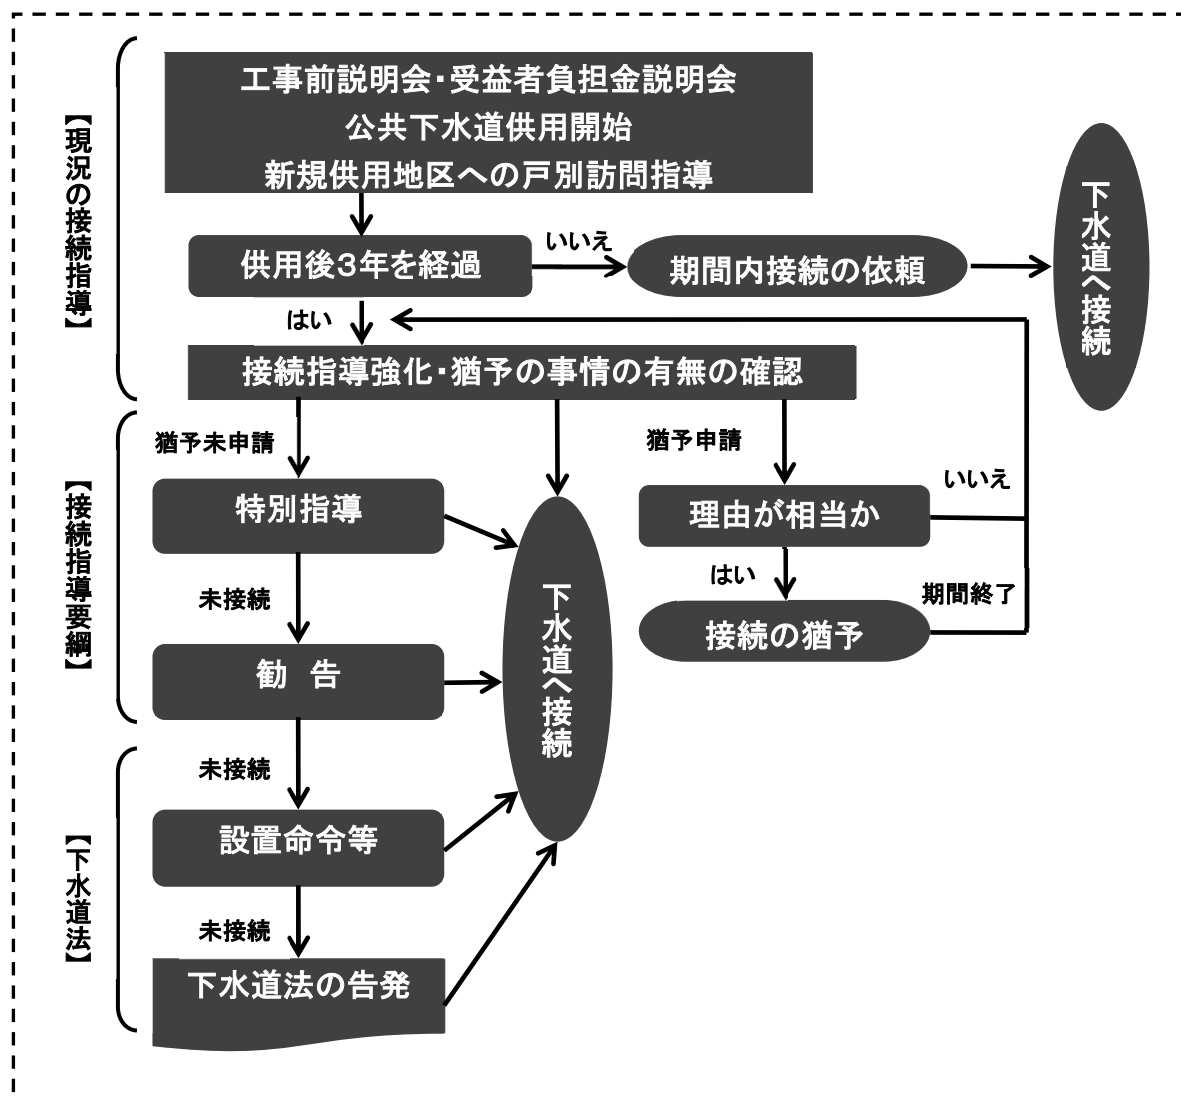 【現況の接続指導】
工事前説明会・受益者負担金説明会
公共下水道供用開始
新規供用地区への戸別訪問指導
供用後３年を経過
いいえ
期間内接続の依頼
下水道へ接続
はい
接続指導強化・猶予の事情の有無の確認
【接続指導要綱】
猶予未申請
猶予申請
特別指導
理由が相当か
いいえ
未接続
はい
期間終了
接続の猶予
勧　告
下水道へ接続
【下水道法】
未接続
設置命令等
未接続
下水道法の告発